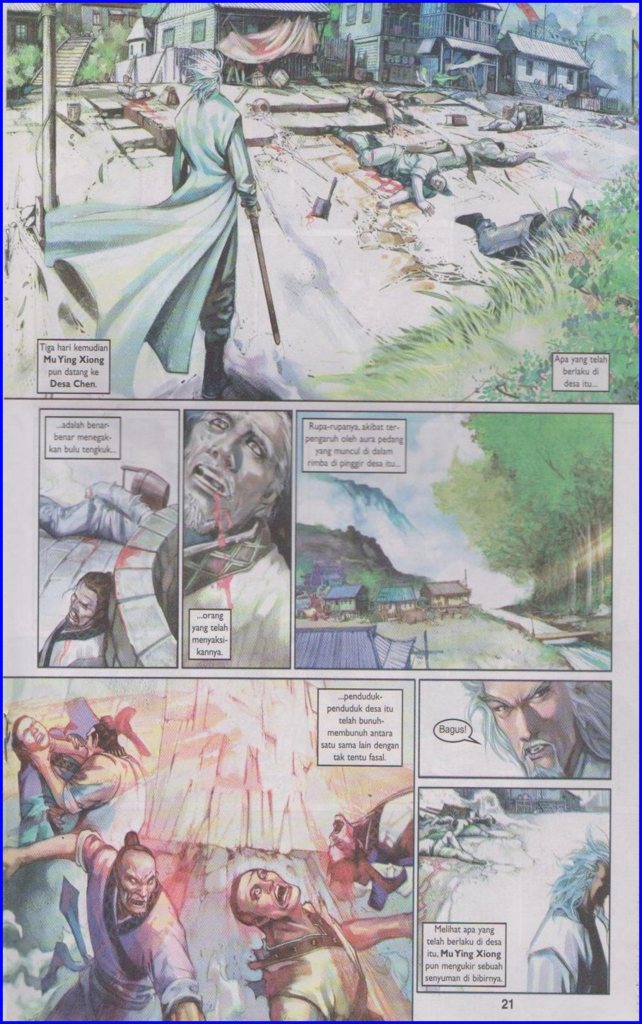 Tiga hari kemudian
Mu Ying Xiong
pun datang ke
Desa Chen.
Apa yang telah
berlaku di
desa itu...
...adalah benar-
benar menegak-
kan bulu tengkuk...
...orang
yang telah
menyaksi-
kannya.
Rupa-rupanya, akibat ter-
pengaruh oleh aura pedang
yang muncul di dalam
rimba di pinggir desa itu...
...penduduk-
penduduk desa itu
telah bunuh-
membunuh antara
satu sama lain dengan
tak tentu fasal.
Bagus!
Melihat apa yang
telah berlaku di desa
itu, Mu Ying Xiong
pun mengukir sebuah
senyuman di bibirnya.
21